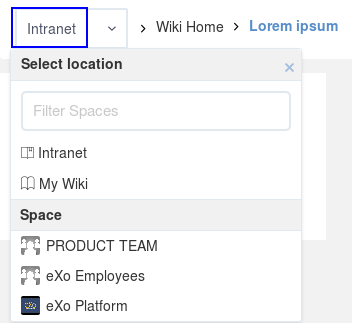 Intranet Wiki Home Lorem ipsum
Select location
Filter Spaces
Intranet
My Wiki
Space
PRODUCT TEAM
eXo Employees
eXo Platform